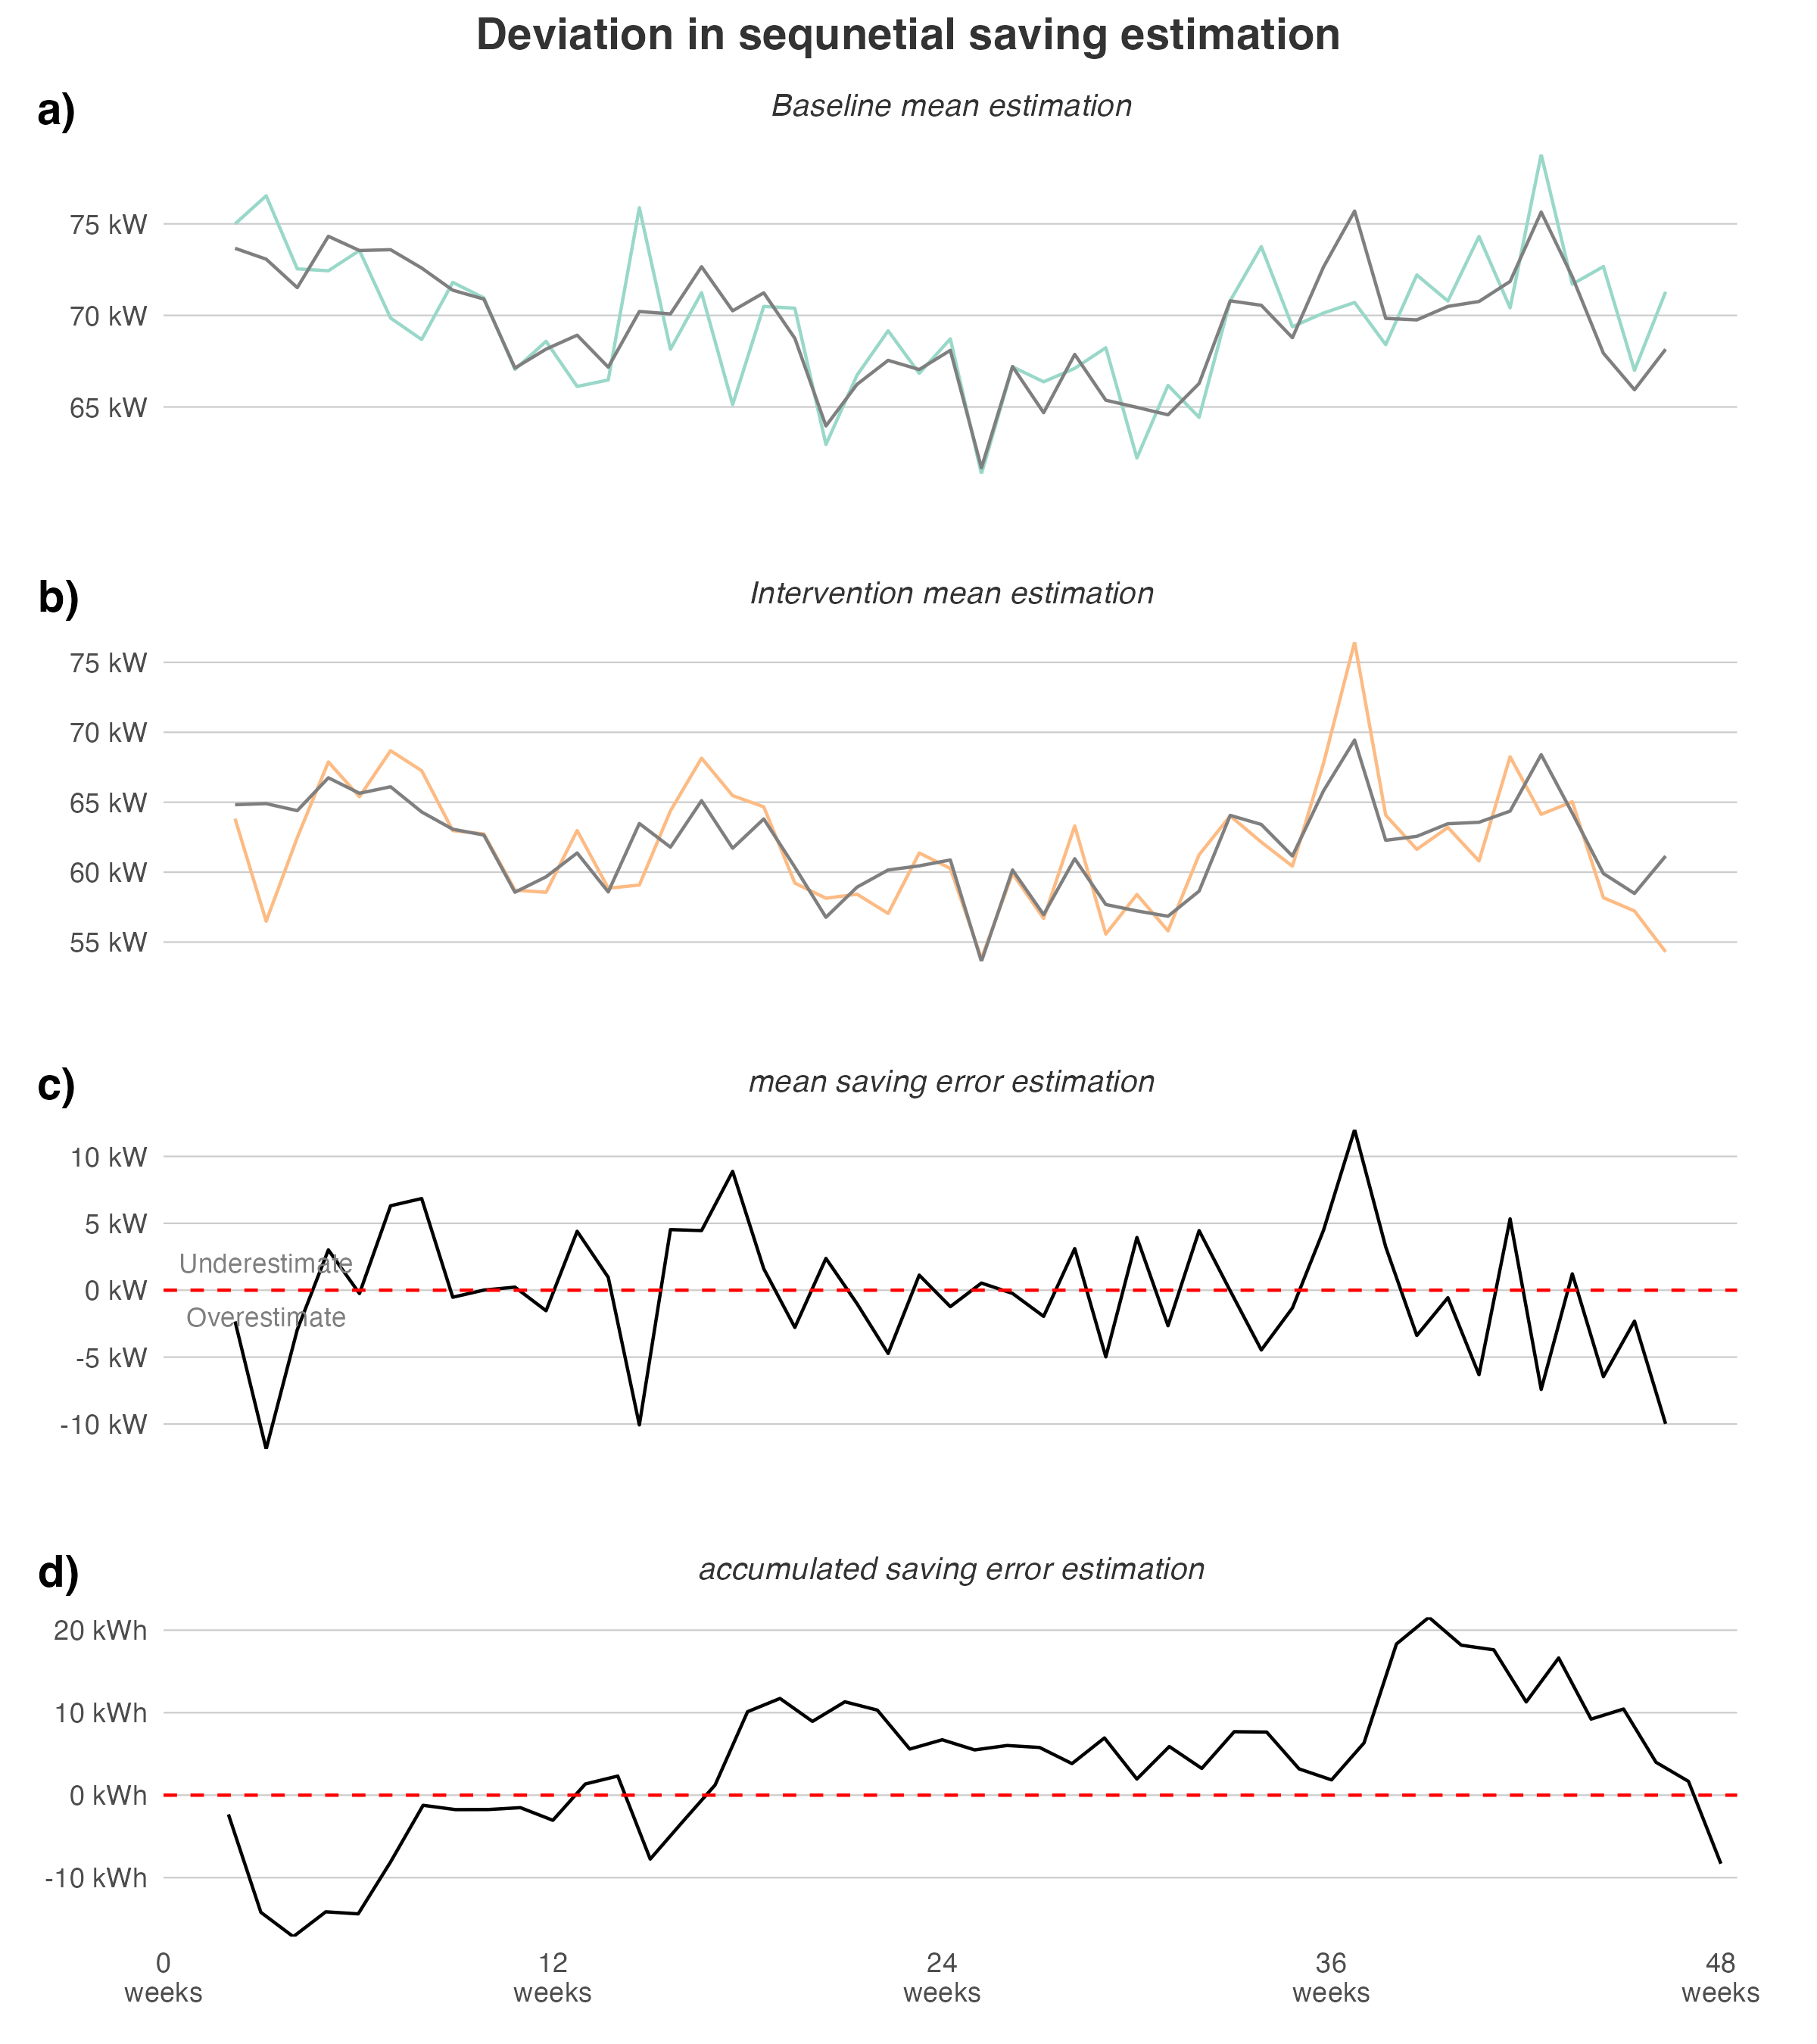 Deviation in sequnetial saving estimation
a)
Baseline mean estimation
75 kW
70 kW
65 kW
b)
Intervention mean estimation
75 kW
70 kW
65 kW
60 kW
55 kW
c)
mean saving error estimation
10 kW
5 kW
Underestimate
0 kW
Overestimate
-5 kW
-10 kW
d)
accumulated saving error estimation
20 kWh
10 kWh
0 kWh
-10 kWh
0 12 24 36 48
weeks weeks weeks weeks weeks